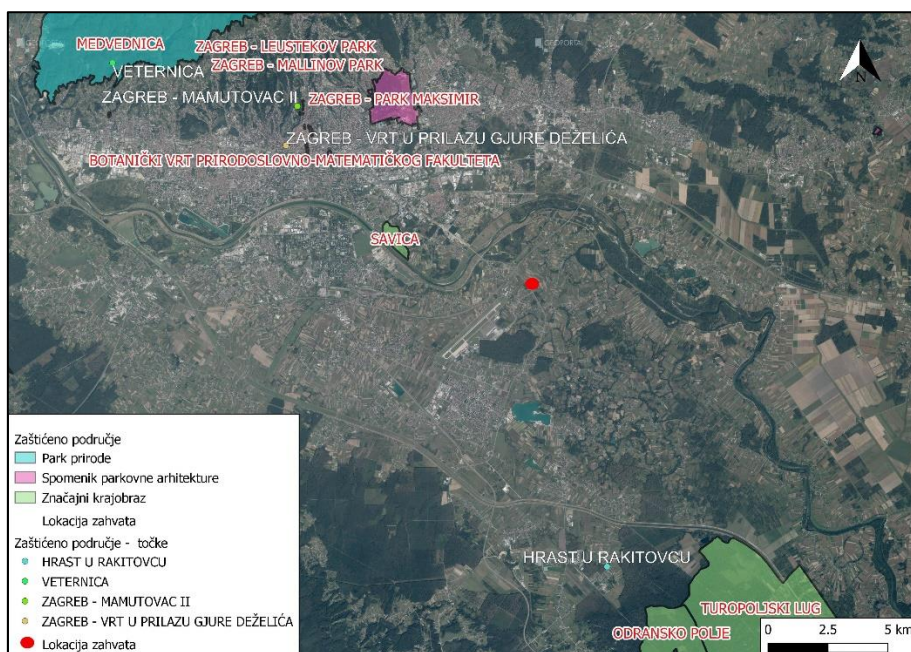 MEDVEDNICA
ZAGREB - LEUSTEKOV PARK
GEOPORTAL
VETERNICA
ZAGREB - MALLINOV PARK
N
ZAGREB - MAMUTOVAC II
ZAGREB - PARK MAKSIMIR
ZAGREB - VRT U PRILAZU GJURE DEŽELIĆA
BOTANIČKI VRT PRIRODOSLOVNO-MATEMATIČKOG FAKULTETA
SAVICA
Zaštićeno područje
Park prirode
Spomenik parkovne arhitekture
Značajni krajobraz
Lokacija zahvata
Zaštićeno područje - točke
HRAST U RAKITOVCU
VETERNICA
ZAGREB - MAMUTOVAC II
ZAGREB - VRT U PRILAZU GJURE DEŽELIĆA
Lokacija zahvata
HRAST U RAKITOVCU
TUROPOLJSKI LUG
ODRANSKO POLJE
0 2.5 5 km